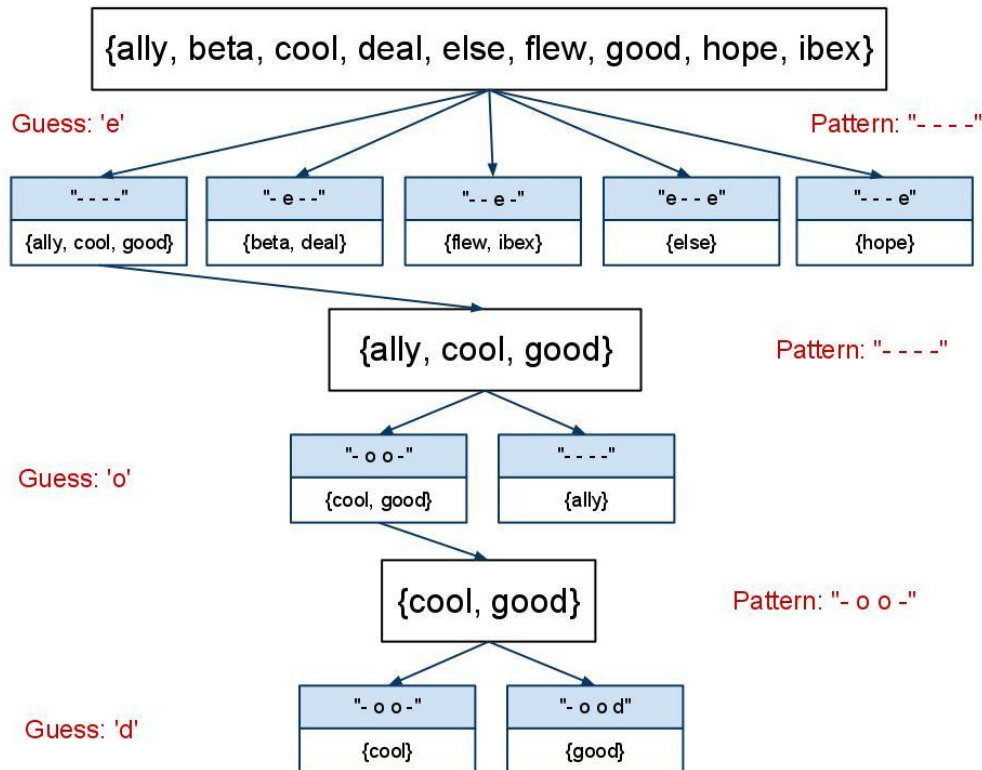 {ally, beta, cool, deal, else, flew, good, hope, ibex}
Guess: 'e'
Pattern: "- - - -"
"- - - -"
{ally, cool, good}
"- e - -"
{beta, deal}
"- - e -"
{flew, ibex}
"e - - e"
{else}
"- - - e"
{hope}
{ally, cool, good}
Pattern: "- - - -"
Guess: 'o'
"- o o -"
{cool, good}
"- - - -"
{ally}
{cool, good}
Pattern: "- o o -"
Guess: 'd'
"- o o -"
{cool}
"- o o d"
{good}